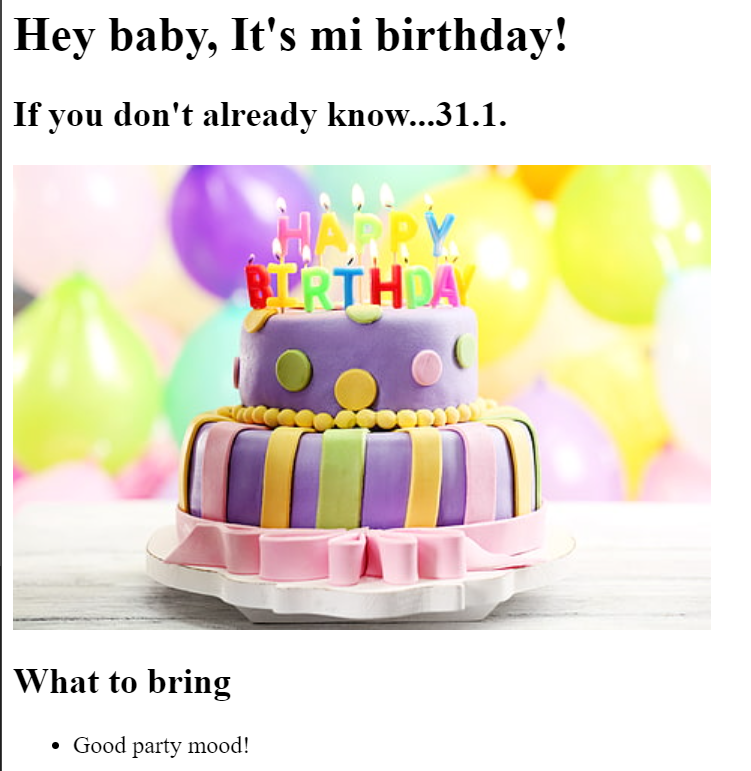 Hey baby, It's mi birthday!
If you don't already know...31.1.
HAPPY
BIRTHDAY
What to bring
Good party mood!